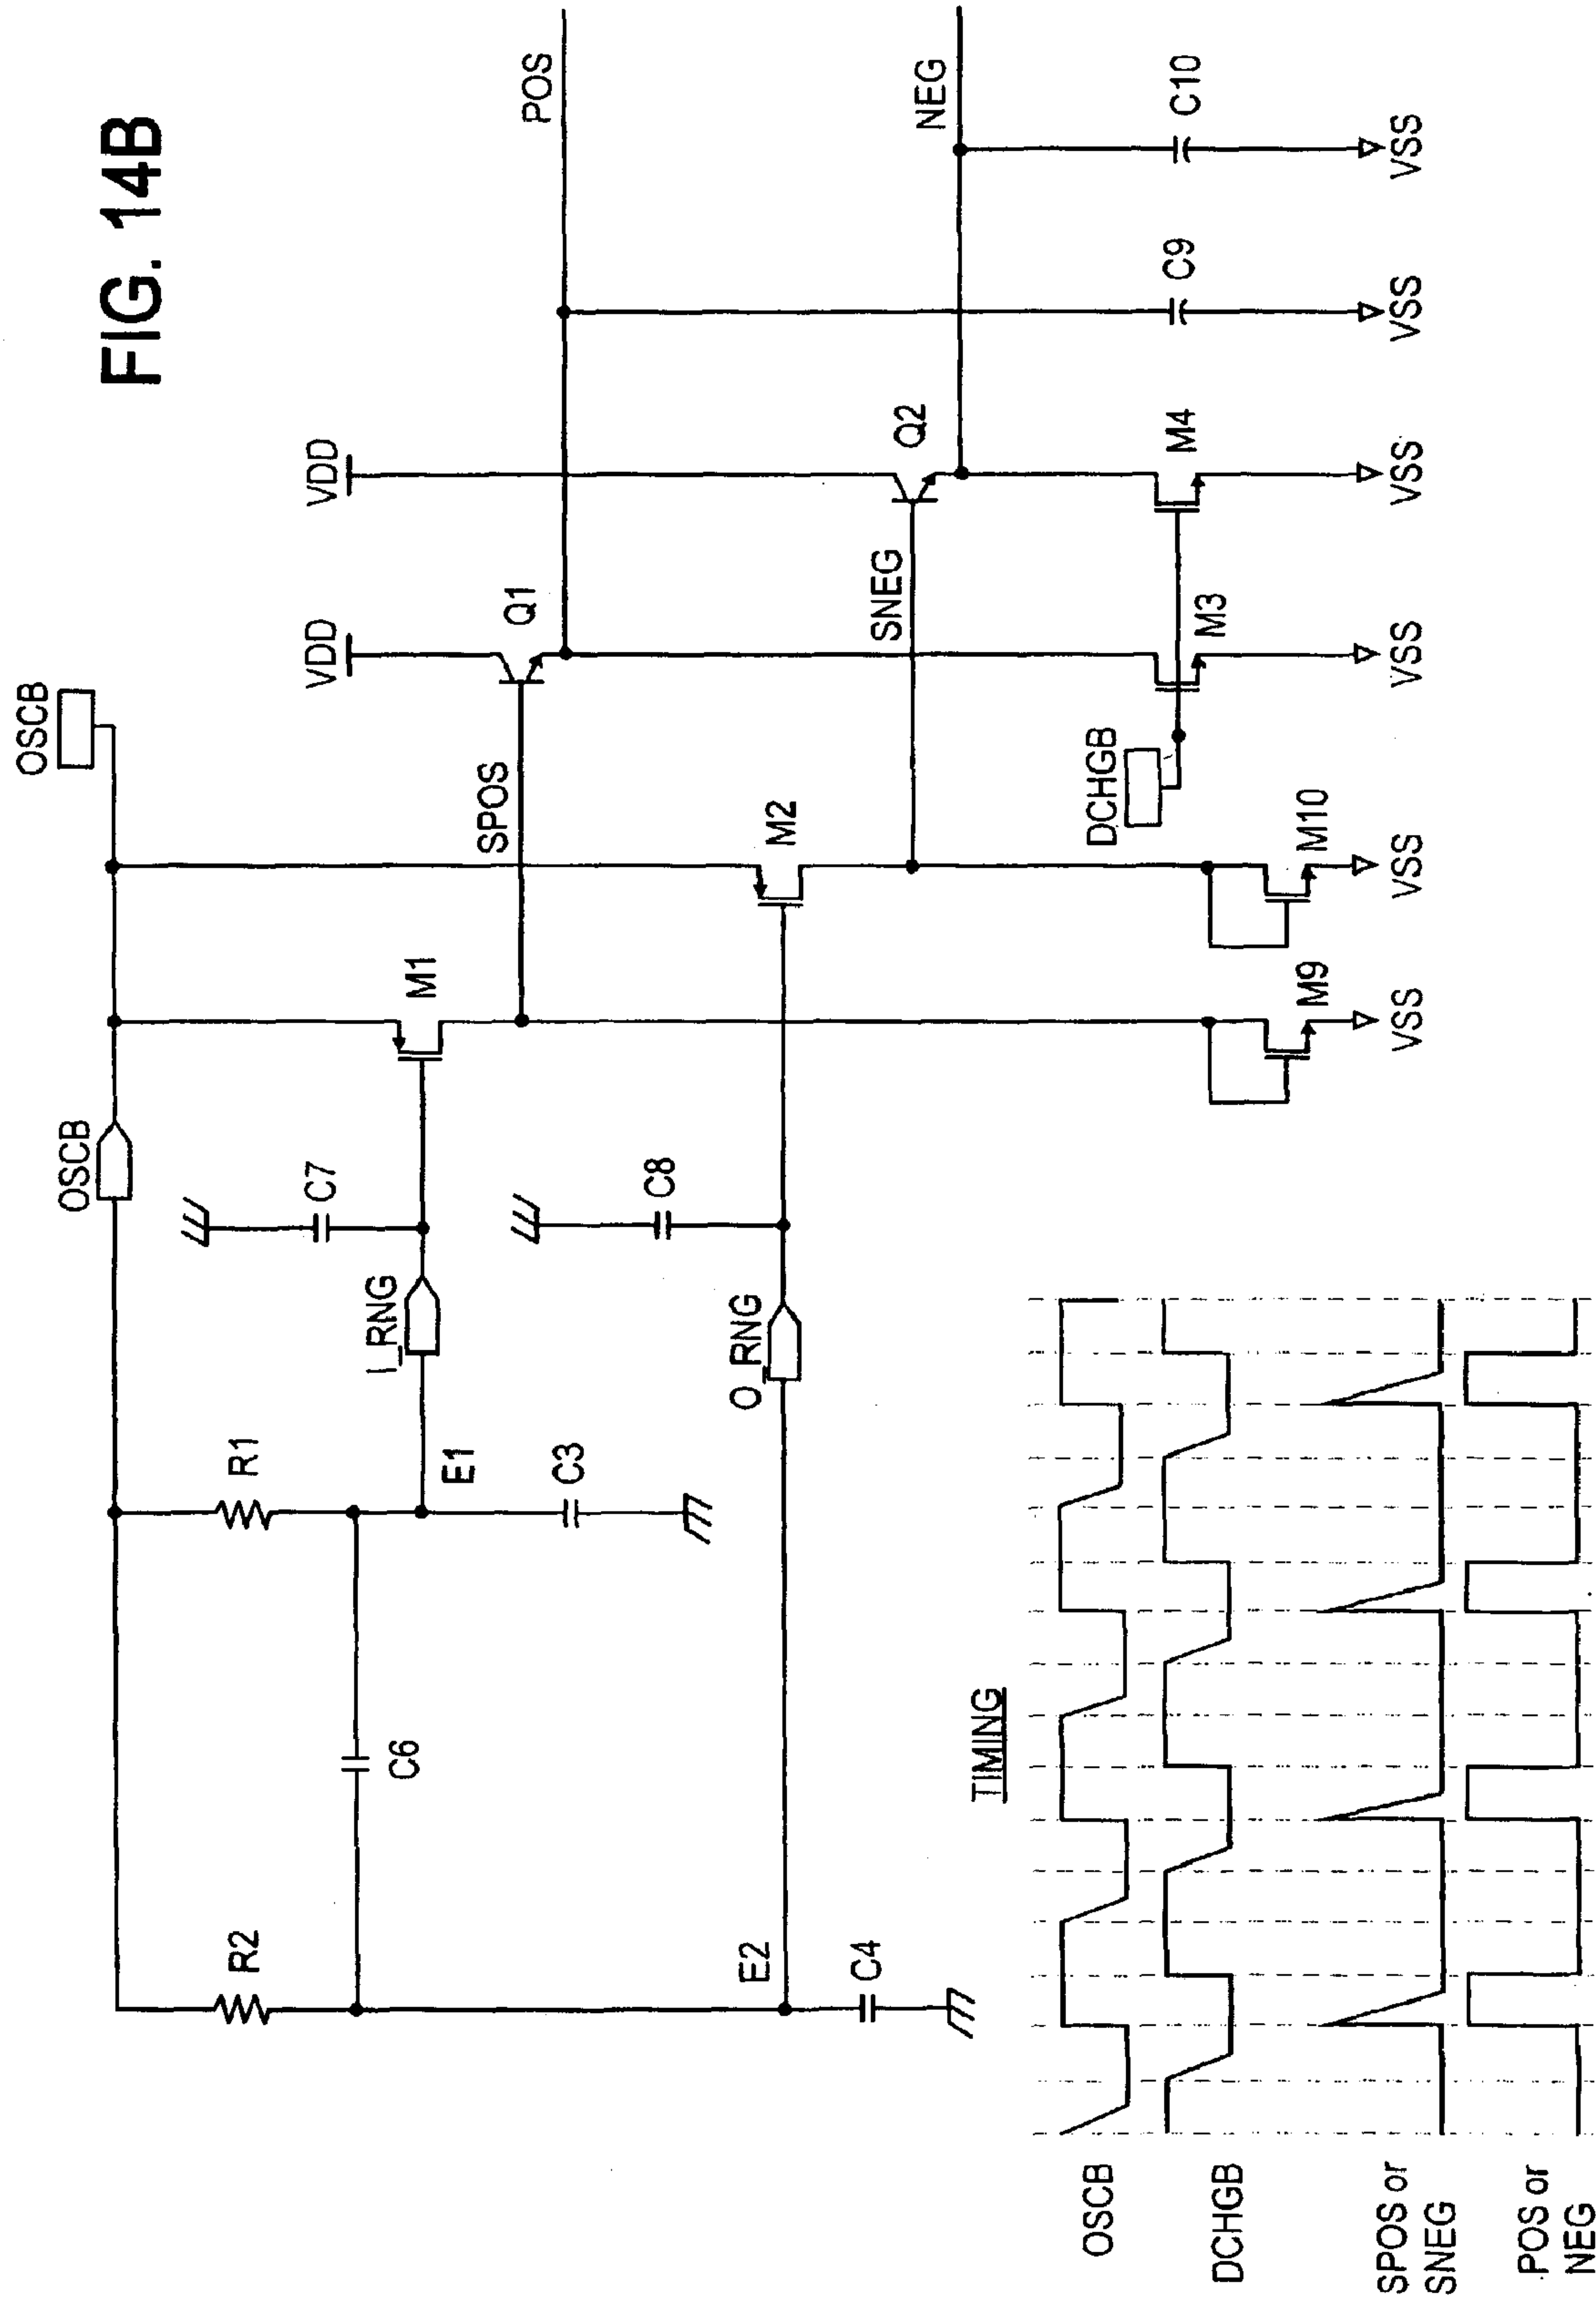 FIG. 14B
OSCB
OSCB
VDD
VDD
POS
R2
R1
I_RNG
C7
M1
SPOS
Q1
C6
E1
C3
C8
O_RNG
M2
SNEG
Q2
NEG
E2
C4
DCHGB
M9
M10
M3
M4
C9
C10
VSS
VSS
VSS
VSS
VSS
VSS
TIMING
OSCB
DCHGB
SPOS or
SNEG
POS or
NEG